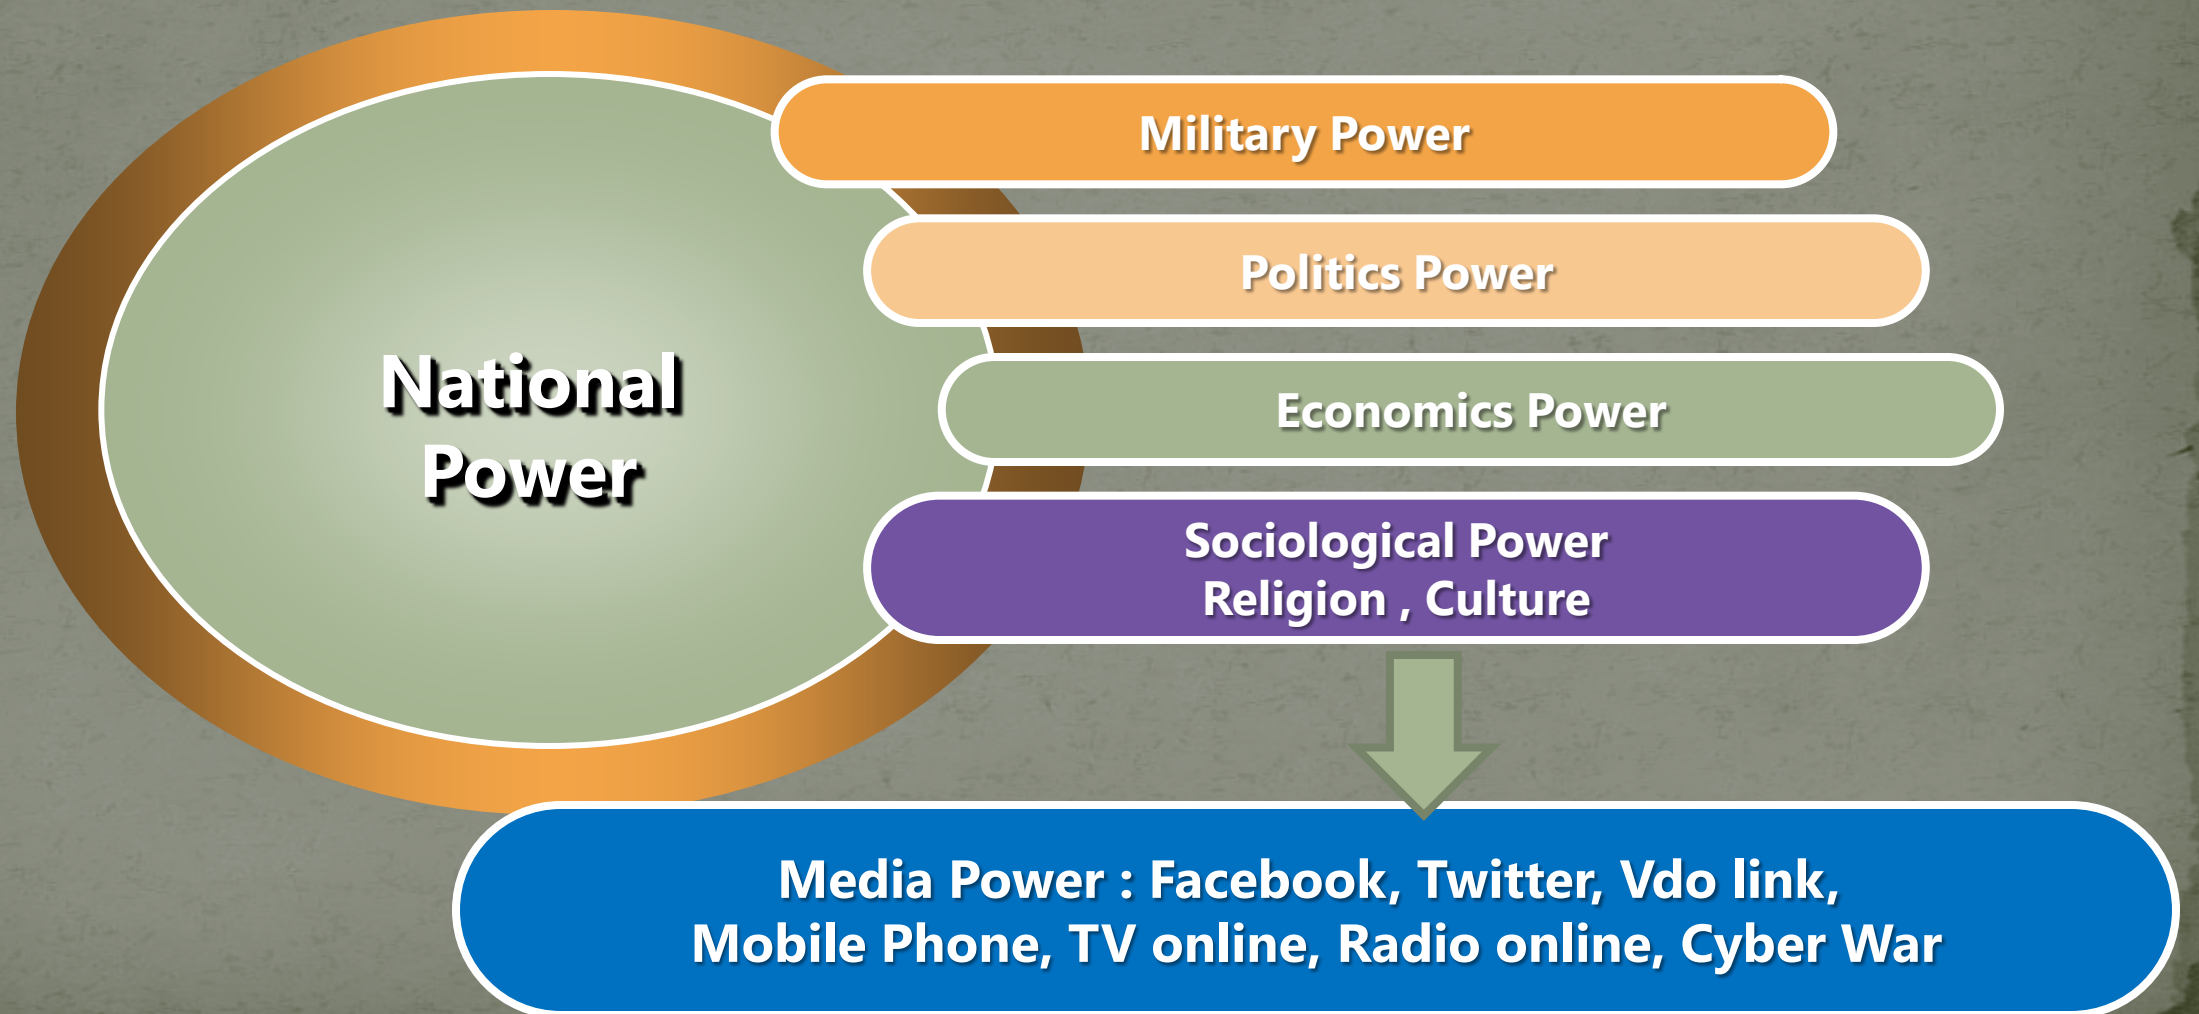 National
Power
Military Power
Politics Power
Economics Power
Sociological Power
Religion , Culture
Media Power : Facebook, Twitter, Vdo link,
Mobile Phone, TV online, Radio online, Cyber War